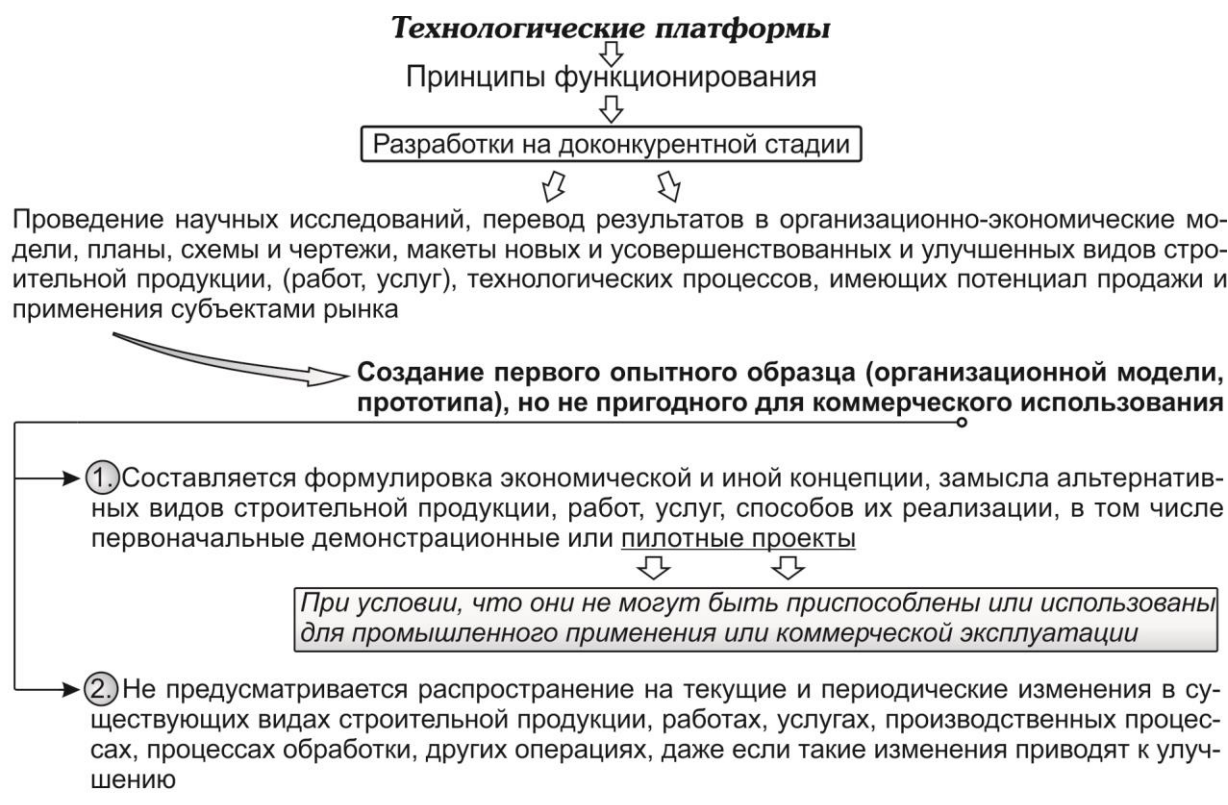 Технологические платформы
Принципы функционирования
Разработки на доконкурентной стадии
Проведение научных исследований, перевод результатов в организационно-экономические мо-
дели, планы, схемы и чертежи, макеты новых и усовершенствованных и улучшенных видов стро-
ительной продукции, (работ, услуг), технологических процессов, имеющих потенциал продажи и
применения субъектами рынка
Создание первого опытного образца (организационной модели,
прототипа), но не пригодного для коммерческого использования
1. Составляется формулировка экономической и иной концепции, замысла альтернатив-
ных видов строительной продукции, работ, услуг, способов их реализации, в том числе
первоначальные демонстрационные или пилотные проекты
При условии, что они не могут быть приспособлены или использованы
для промышленного применения или коммерческой эксплуатации
2. Не предусматривается распространение на текущие и периодические изменения в су-
ществующих видах строительной продукции, работах, услугах, производственных процес-
сах, процессах обработки, других операциях, даже если такие изменения приводят к улуч-
шению